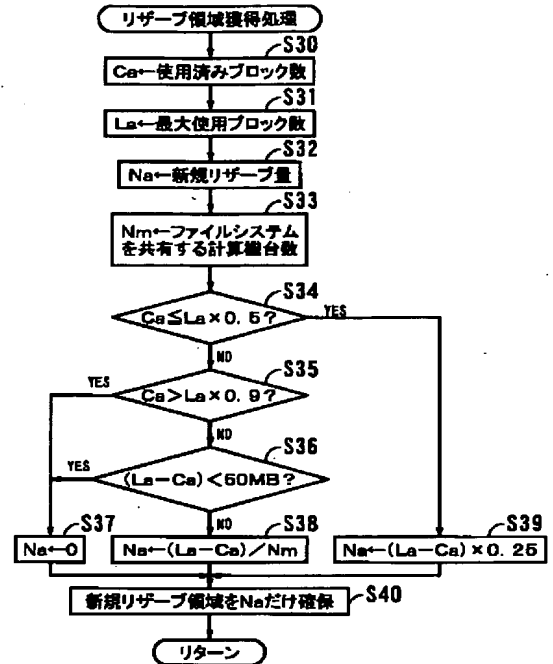 リザーブ領域獲得処理
S30
Ca←使用済みブロック数
S31
La←最大使用ブロック数
S32
Na←新規リザーブ量
S33
Nm←ファイルシステム
を共有する計算機台数
S34
Ca≦La×0.5?
YES
NO
S35
Ca>La×0.9?
YES
NO
S36
(La-Ca)<50MB?
YES
NO
S37
Na←0
S38
Na←(La-Ca)/Nm
S39
Na←(La-Ca)×0.25
S40
新規リザーブ領域をNaだけ確保
リターン